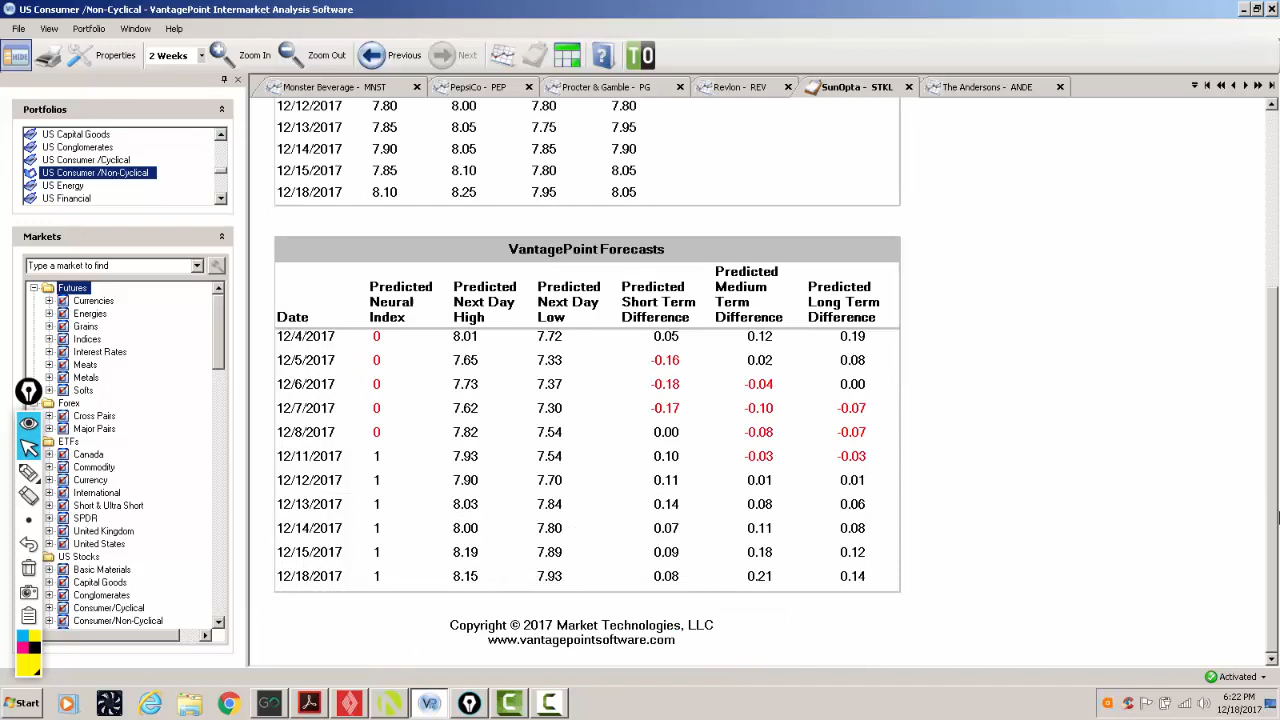 US Consumer /Non-Cyclical - VantagePoint Intermarket Analysis Software
File View Portfolio Window Help
HIDE Properties 2 Weeks Zoom In Zoom Out Previous Next ? TO
Monster Beverage - MNST PepsiCo - PEP Procter & Gamble - PG Revlon - REV SunOpta - STKL The Andersons - ANDE
Portfolios
US Capital Goods
US Conglomerates
US Consumer /Cyclical
US Consumer /Non-Cyclical
US Energy
US Financial
Markets
Type a market to find
Futures
Currencies
Energies
Grains
Indices
Interest Rates
Meats
Metals
Softs
Forex
Cross Pairs
Major Pairs
ETFs
Canada
Commodity
Currency
International
Short & Ultra Short
SPDR
United Kingdom
United States
US Stocks
Basic Materials
Capital Goods
Conglomerates
Consumer/Cyclical
Consumer/Non-Cyclical
12/12/2017 7.80 8.00 7.80 7.80
12/13/2017 7.85 8.05 7.75 7.95
12/14/2017 7.90 8.05 7.85 7.90
12/15/2017 7.85 8.10 7.80 8.05
12/18/2017 8.10 8.25 7.95 8.05
VantagePoint Forecasts
Date Predicted Neural Index Predicted Next Day High Predicted Next Day Low Predicted Short Term Difference Predicted Medium Term Difference Predicted Long Term Difference
12/4/2017 0 8.01 7.72 0.05 0.12 0.19
12/5/2017 0 7.65 7.33 -0.16 0.02 0.08
12/6/2017 0 7.73 7.37 -0.18 -0.04 0.00
12/7/2017 0 7.62 7.30 -0.17 -0.10 -0.07
12/8/2017 0 7.82 7.54 0.00 -0.08 -0.07
12/11/2017 1 7.93 7.54 0.10 -0.03 -0.03
12/12/2017 1 7.90 7.70 0.11 0.01 0.01
12/13/2017 1 8.03 7.84 0.14 0.08 0.06
12/14/2017 1 8.00 7.80 0.07 0.11 0.08
12/15/2017 1 8.19 7.89 0.09 0.18 0.12
12/18/2017 1 8.15 7.93 0.08 0.21 0.14
Copyright © 2017 Market Technologies, LLC
www.vantagepointsoftware.com
Activated
Start
6:22 PM
12/18/2017